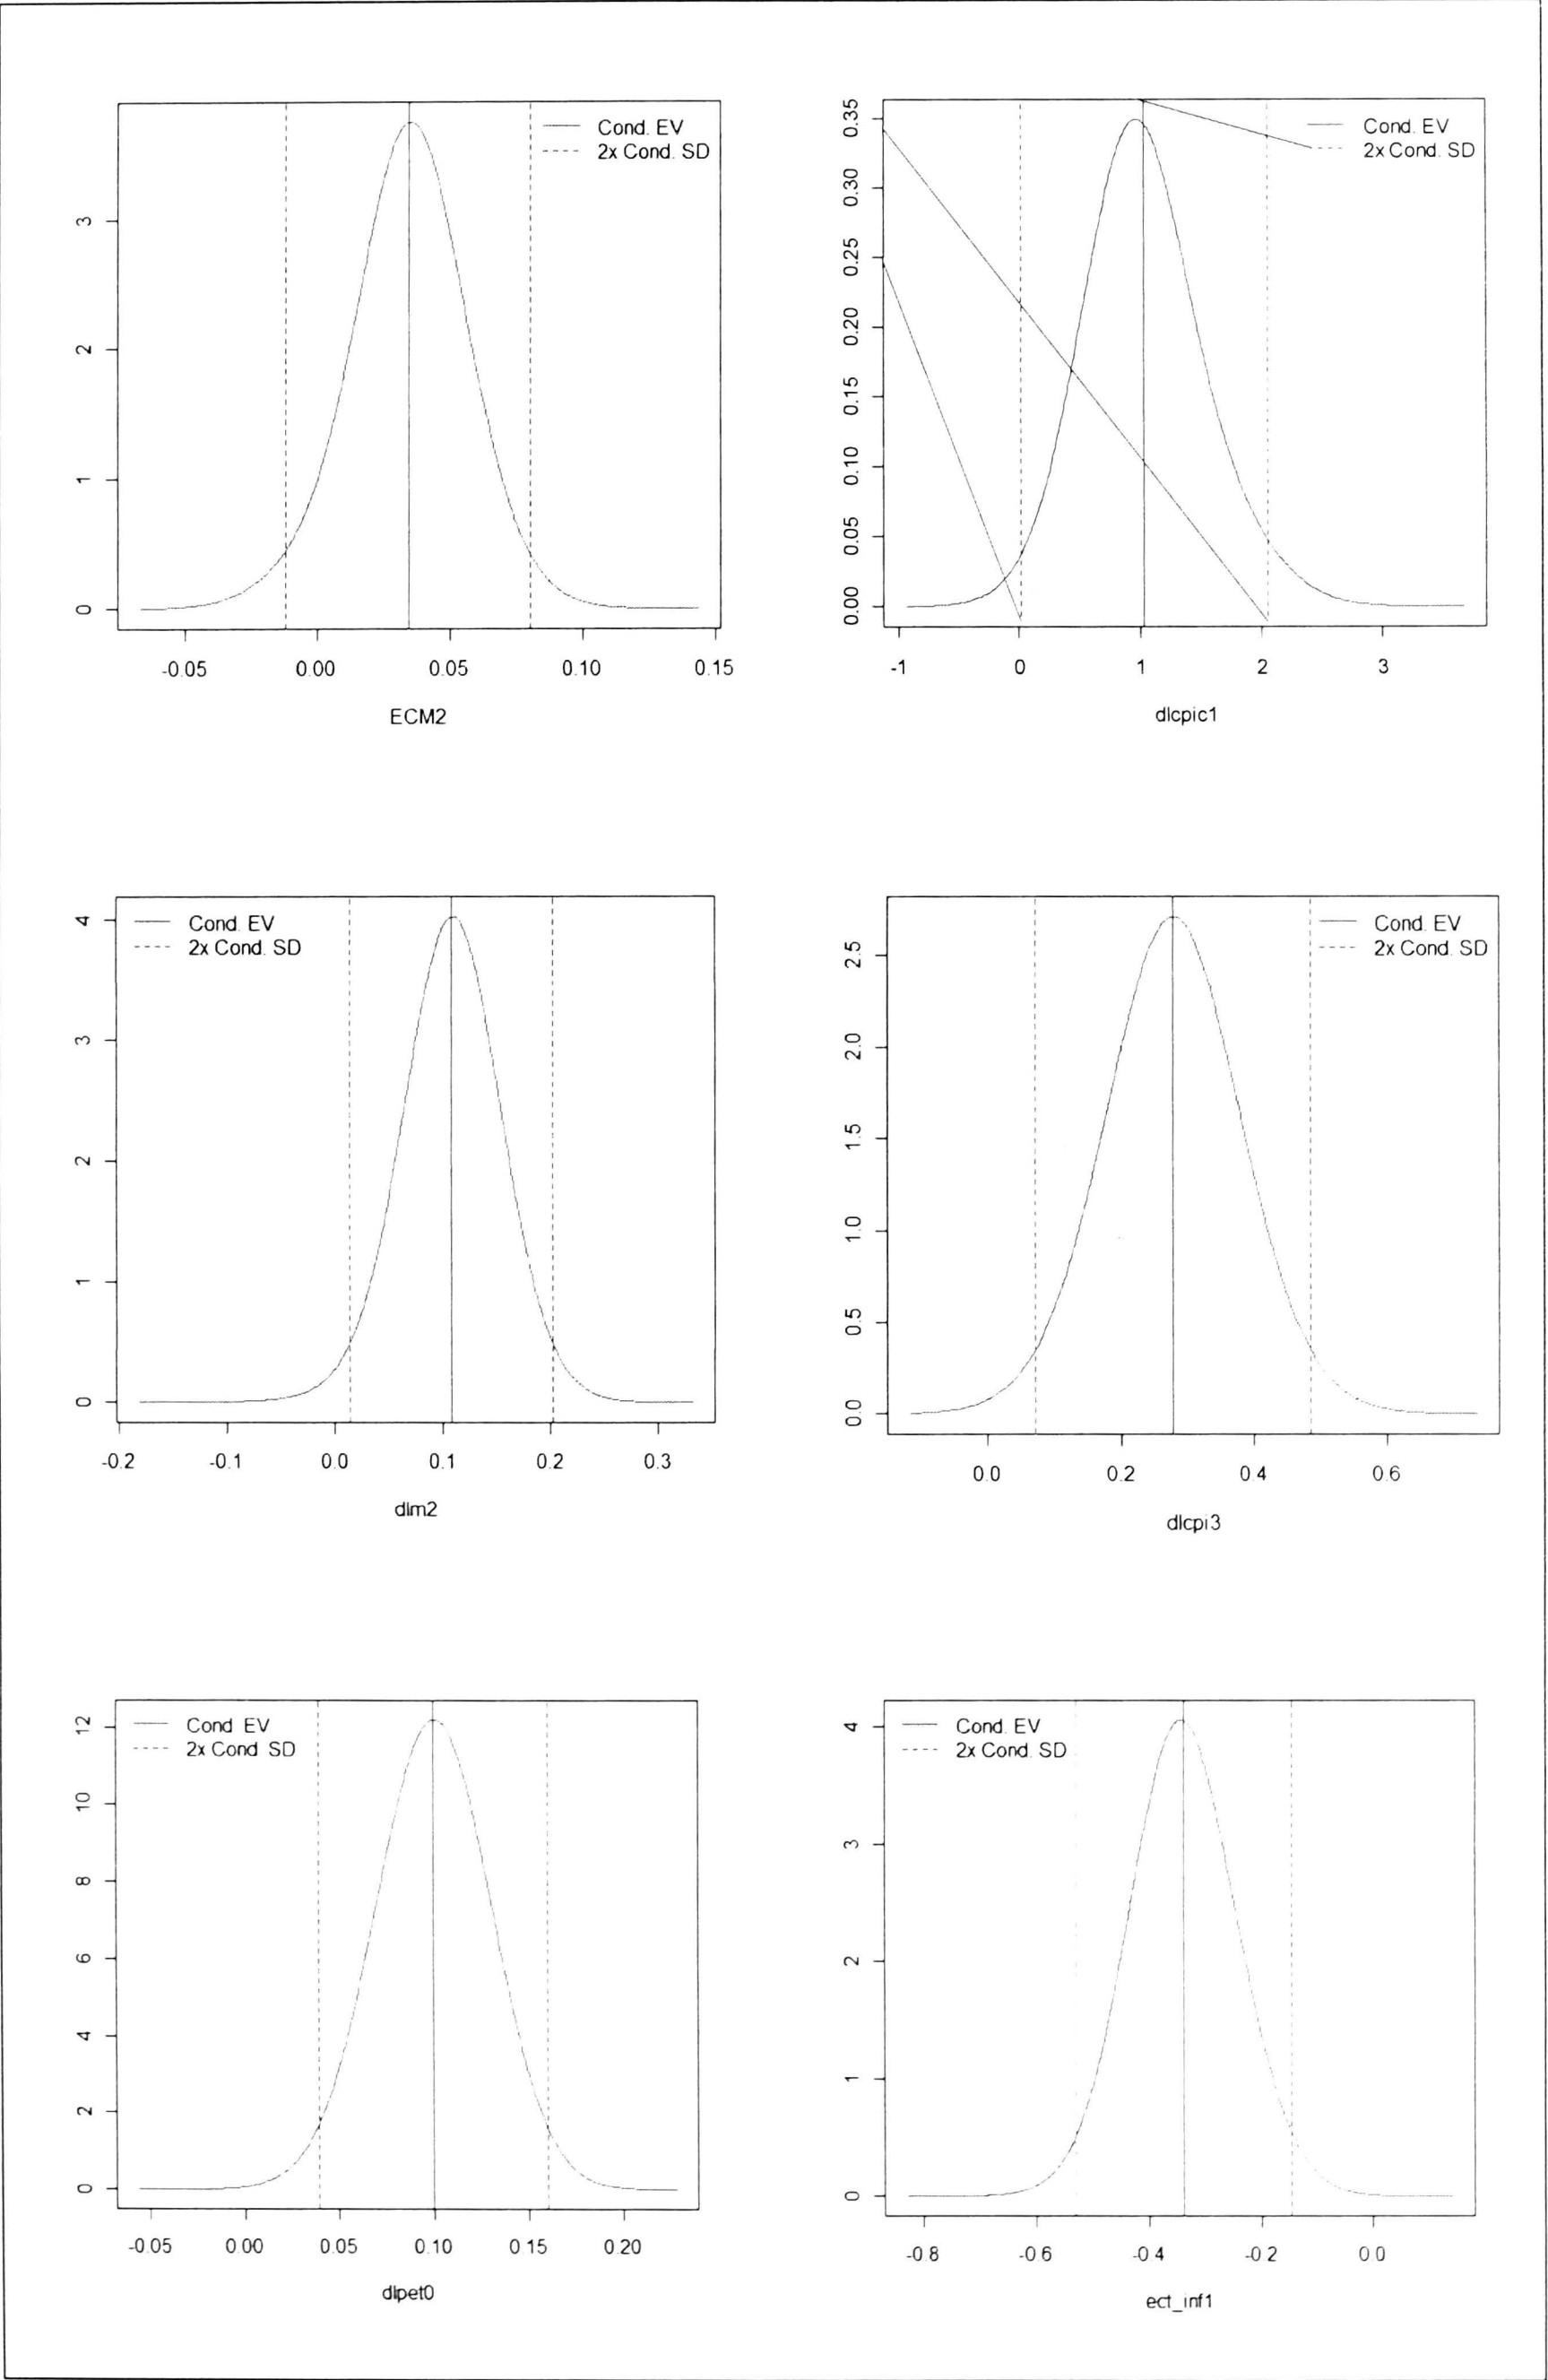 Cond. EV
2x Cond. SD
3
2
1
0
-0.05 0.00 0.05 0.10 0.15
ECM2
Cond. EV
2x Cond. SD
0.35
0.30
0.25
0.20
0.15
0.10
0.05
0.00
-1 0 1 2 3
dlcpic1
Cond. EV
2x Cond. SD
4
3
2
1
0
-0.2 -0.1 0.0 0.1 0.2 0.3
dlm2
Cond. EV
2x Cond. SD
2.5
2.0
1.5
1.0
0.5
0.0
0.0 0.2 0.4 0.6
dlcpi3
Cond. EV
2x Cond. SD
12
10
8
6
4
2
0
-0.05 0.00 0.05 0.10 0.15 0.20
dlpet0
Cond. EV
2x Cond. SD
4
3
2
1
0
-0.8 -0.6 -0.4 -0.2 0.0
ect_inf1